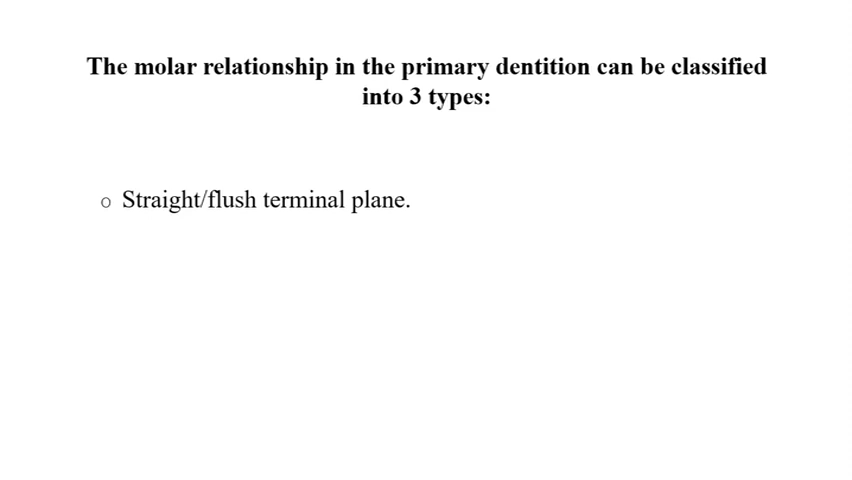 The molar relationship in the primary dentition can be classified
into 3 types:
○ Straight/flush terminal plane.